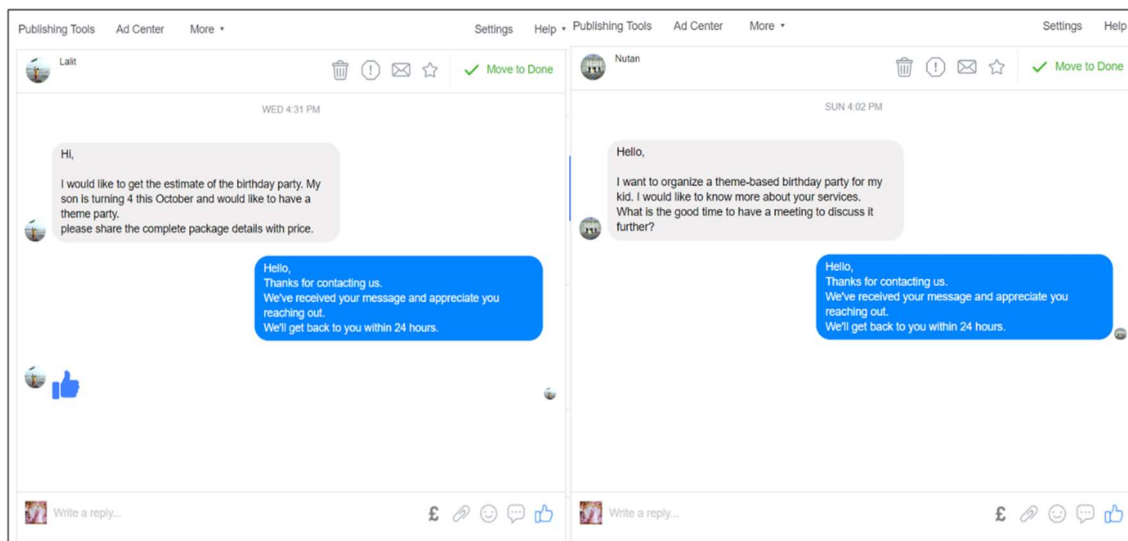 Publishing Tools Ad Center More Settings Help
Lalit
Move to Done
WED 4:31 PM
Hi,
I would like to get the estimate of the birthday party. My
son is turning 4 this October and would like to have a
theme party.
please share the complete package details with price.
Hello,
Thanks for contacting us.
We've received your message and appreciate you
reaching out.
We'll get back to you within 24 hours.
Write a reply...
£
Publishing Tools Ad Center More Settings Help
Nutan
Move to Done
SUN 4:02 PM
Hello,
I want to organize a theme-based birthday party for my
kid. I would like to know more about your services.
What is the good time to have a meeting to discuss it
further?
Hello,
Thanks for contacting us.
We've received your message and appreciate you
reaching out.
We'll get back to you within 24 hours.
Write a reply...
£